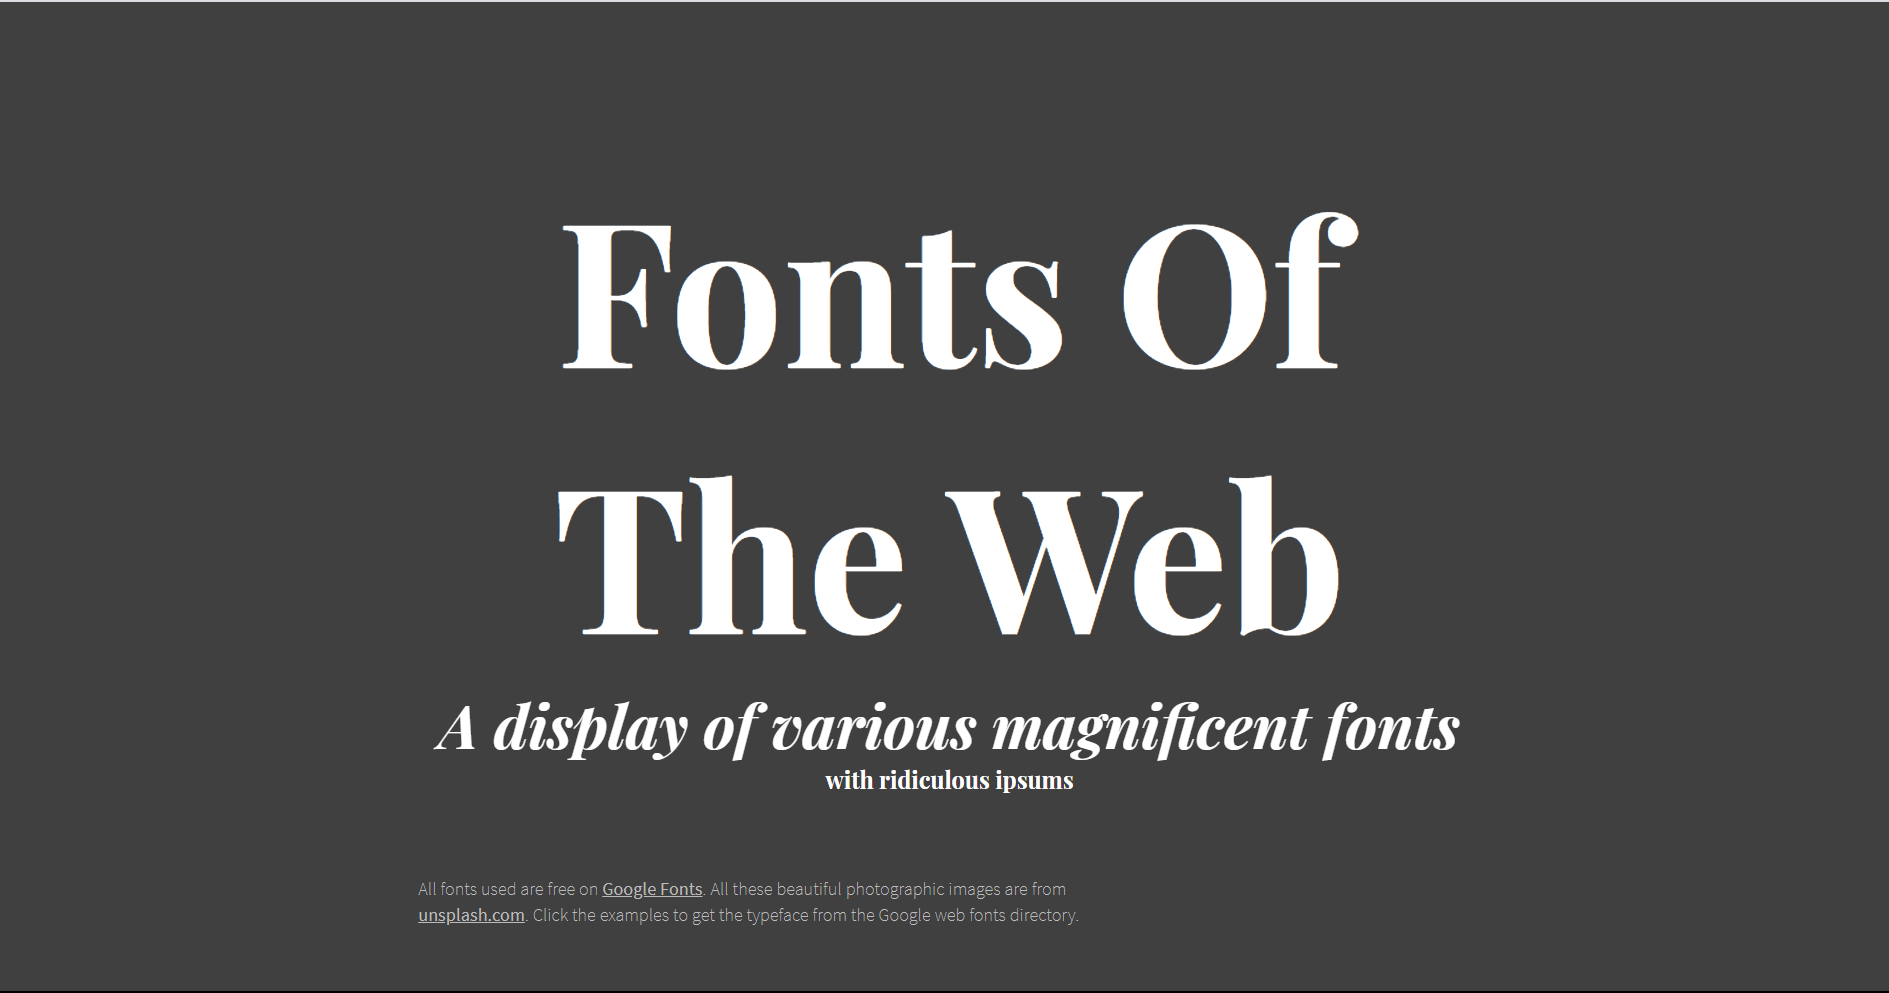 Fonts Of
The Web
A display of various magnificent fonts
with ridiculous ipsums
All fonts used are free on Google Fonts. All these beautiful photographic images are from
unsplash.com. Click the examples to get the typeface from the Google web fonts directory.